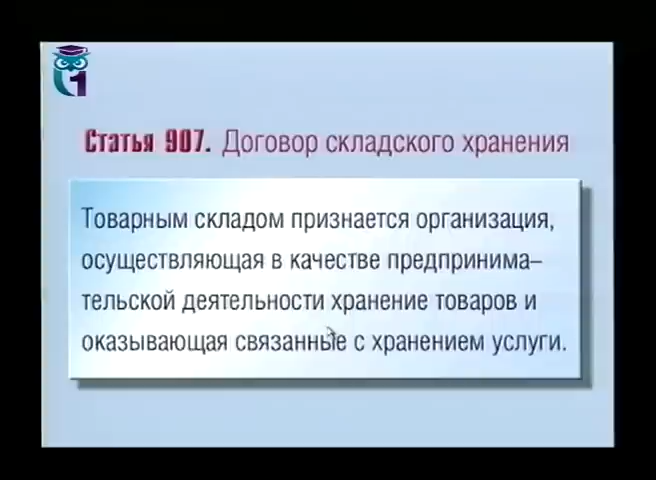 1
Статья 907. Договор складского хранения
Товарным складом признается организация,
осуществляющая в качестве предпринима–
тельской деятельности хранение товаров и
оказывающая связанные с хранением услуги.